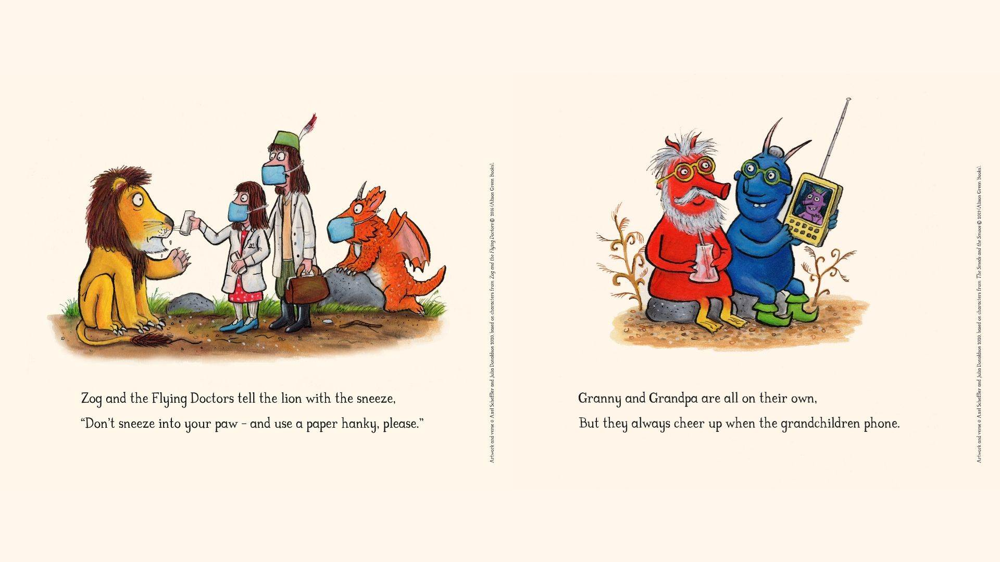 Zog and the Flying Doctors tell the lion with the sneeze,
“Don’t sneeze into your paw – and use a paper hanky, please.”
Artwork and verse © Axel Scheffler and Julia Donaldson 2020, based on characters from Zog and the Flying Doctors © 2016 (Alison Green Books).
Granny and Grandpa are all on their own,
But they always cheer up when the grandchildren phone.
Artwork and verse © Axel Scheffler and Julia Donaldson 2020, based on characters from The Smeds and the Smoos © 2019 (Alison Green Books).